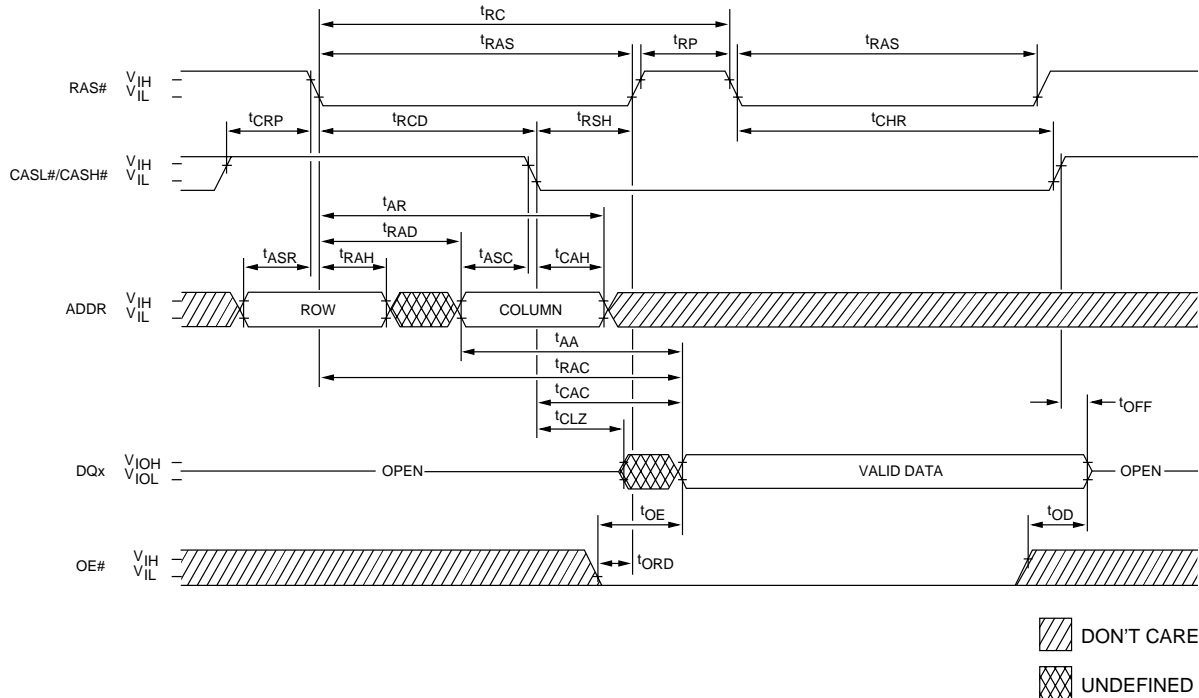 tRC
tRAS tRP tRAS
RAS# VIH
VIL
tCRP tRCD tRSH tCHR
CASL#/CASH# VIH
VIL
tAR
tRAD
tASR tRAH tASC tCAH
ADDR VIH
VIL
ROW COLUMN
tAA
tRAC
tCAC
tCLZ tOFF
DQx VIOH
VIOL
OPEN VALID DATA OPEN
tOE tOD
tORD
OE# VIH
VIL
DON'T CARE
UNDEFINED